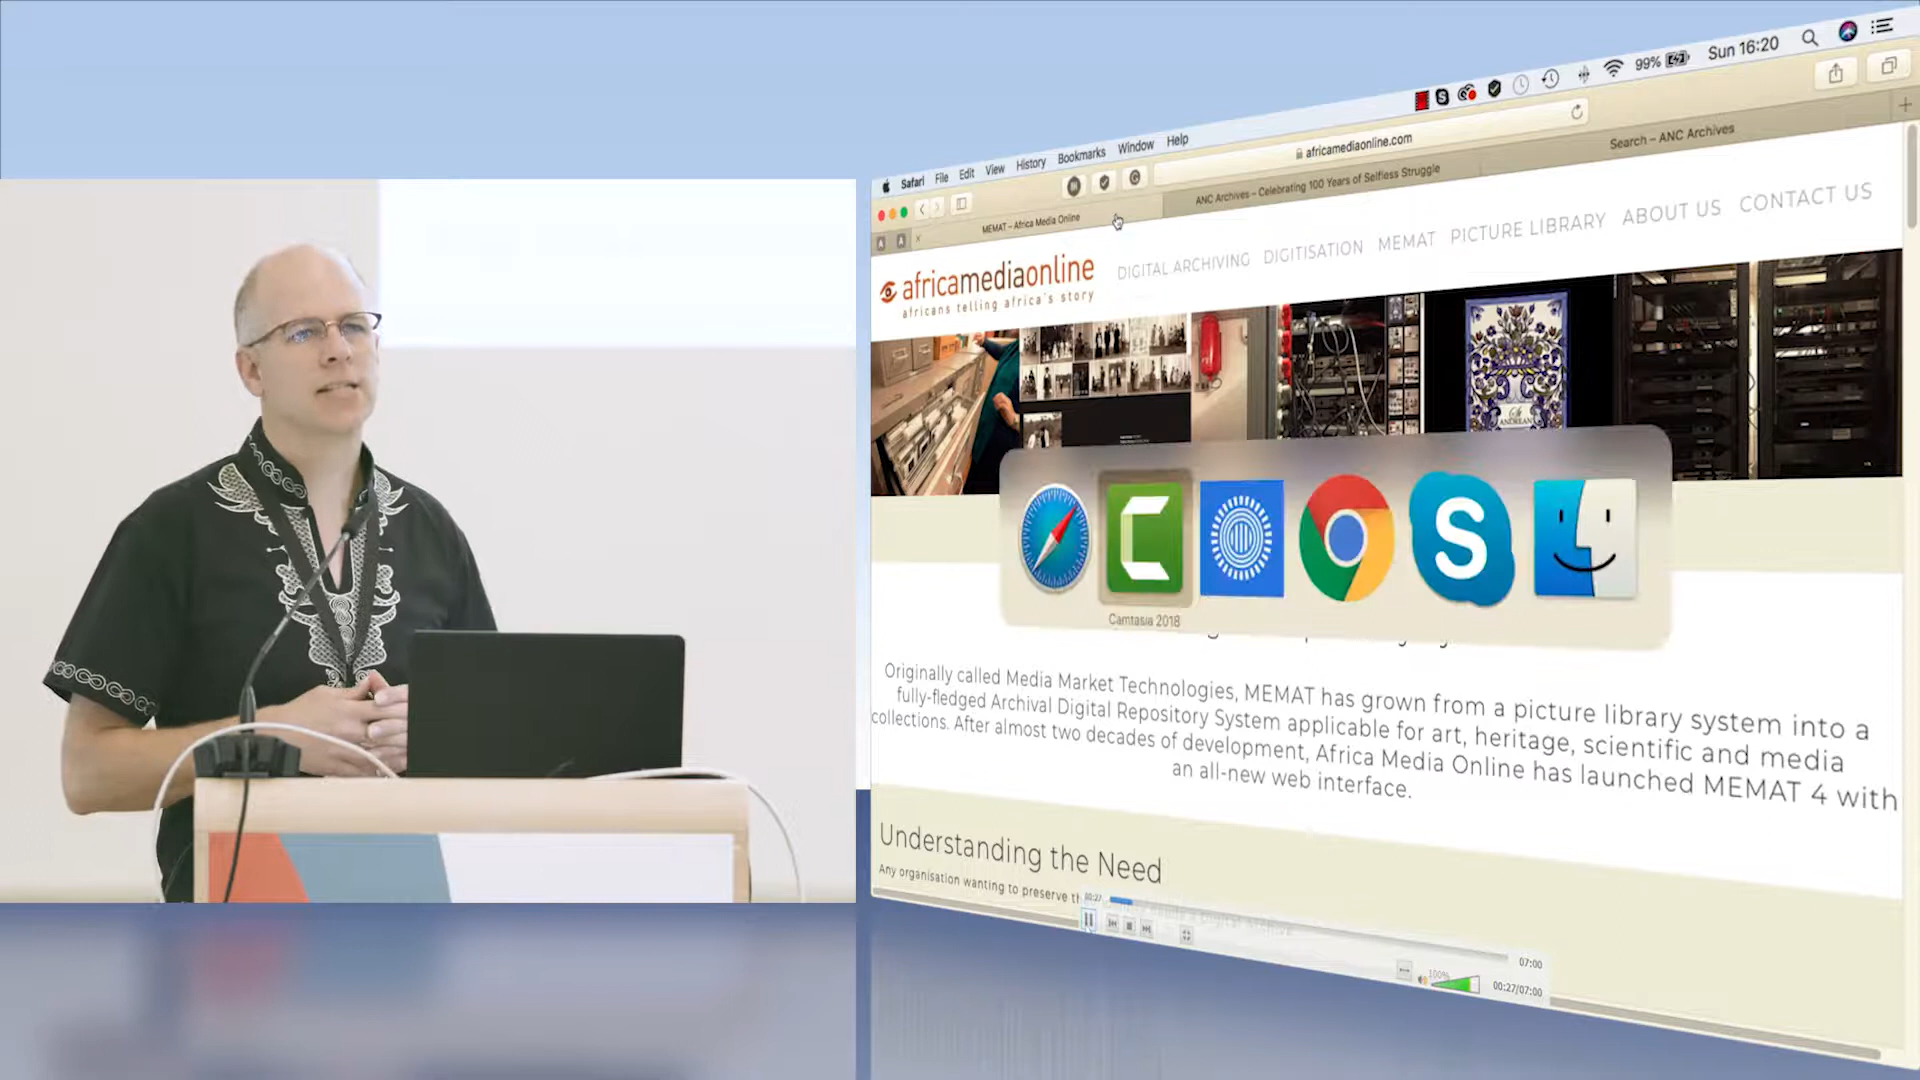 Safari File Edit View History Bookmarks Window Help
99% Sun 16:20
africamediaonline.com
MEMAT – Africa Media Online
ANC Archives – Celebrating 100 Years of Selfless Struggle
Search – ANC Archives
africamediaonline
africans telling africa's story
DIGITAL ARCHIVING DIGITISATION MEMAT PICTURE LIBRARY ABOUT US CONTACT US
St
ANDREAN
S
Camtasia 2018
Originally called Media Market Technologies, MEMAT has grown from a picture library system into a
fully-fledged Archival Digital Repository System applicable for art, heritage, scientific and media
collections. After almost two decades of development, Africa Media Online has launched MEMAT 4 with
an all-new web interface.
Understanding the Need
Any organisation wanting to preserve
00:27
07:00
100%
00:27/07:00